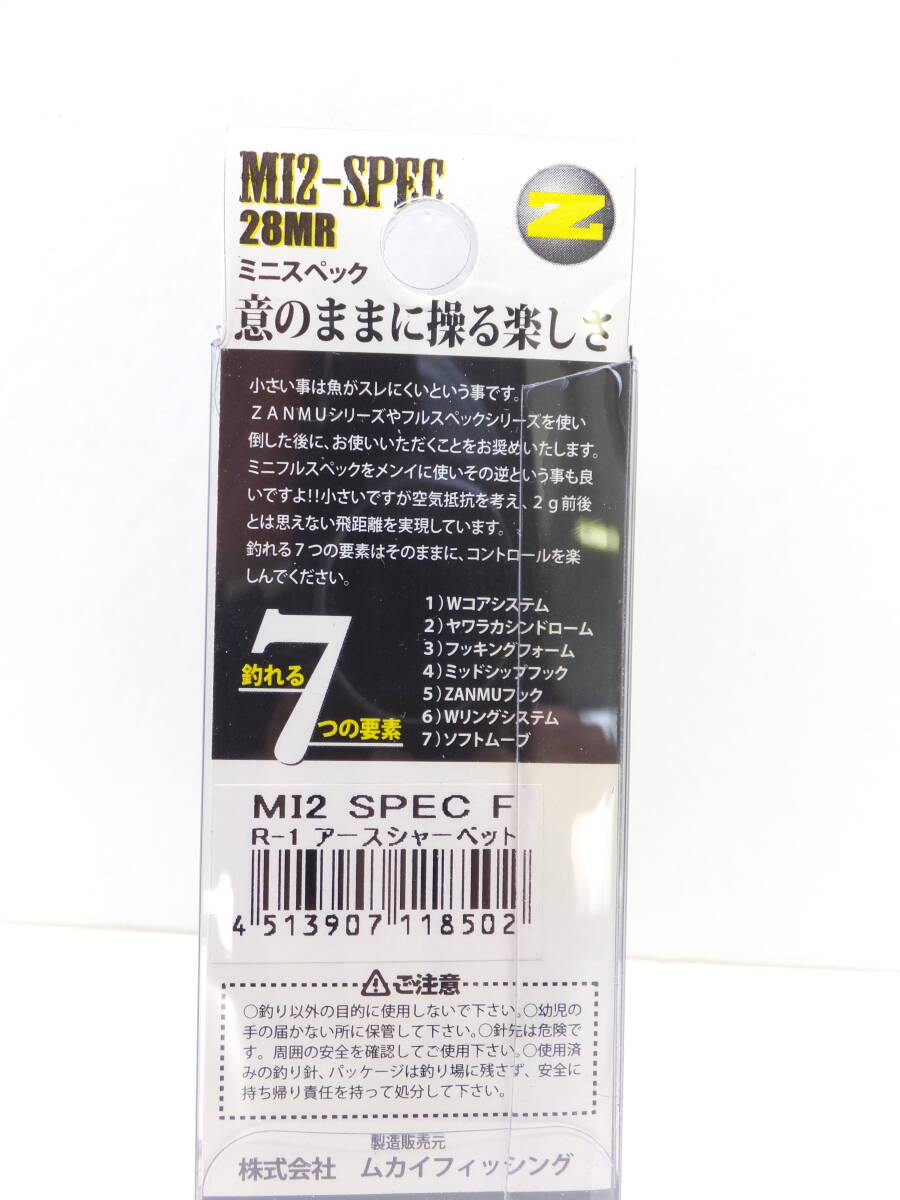 MI2-SPEC
Z
28MR
ミニスペック
意のままに操る楽しさ
小さい事は魚がスレにくいという事です。
ZANMUシリーズやフルスペックシリーズを使い
倒した後に、お使いいただくことをお奨めいたします。
ミニフルスペックをメンイに使いその逆という事も良
いですよ!!小さいですが空気抵抗を考え、2g前後
とは思えない飛距離を実現しています。
釣れる7つの要素はそのままに、コントロールを楽
しんでください。
釣れる
7
つの要素
1)Wコアシステム
2)ヤワラカシンドローム
3)フッキングフォーム
4)ミッドシップフック
5)ZANMUフック
6)Wリングシステム
7)ソフトムーブ
MI2 SPEC F
R-1 アースシャーベット
4 513907 118502
ご注意
○釣り以外の目的に使用しないで下さい。○幼児の
手の届かない所に保管して下さい。○針先は危険で
す。周囲の安全を確認してご使用下さい。○使用済
みの釣り針、パッケージは釣り場に残さず、安全に
持ち帰り責任を持って処分して下さい。
製造販売元
株式会社 ムカイフィッシング